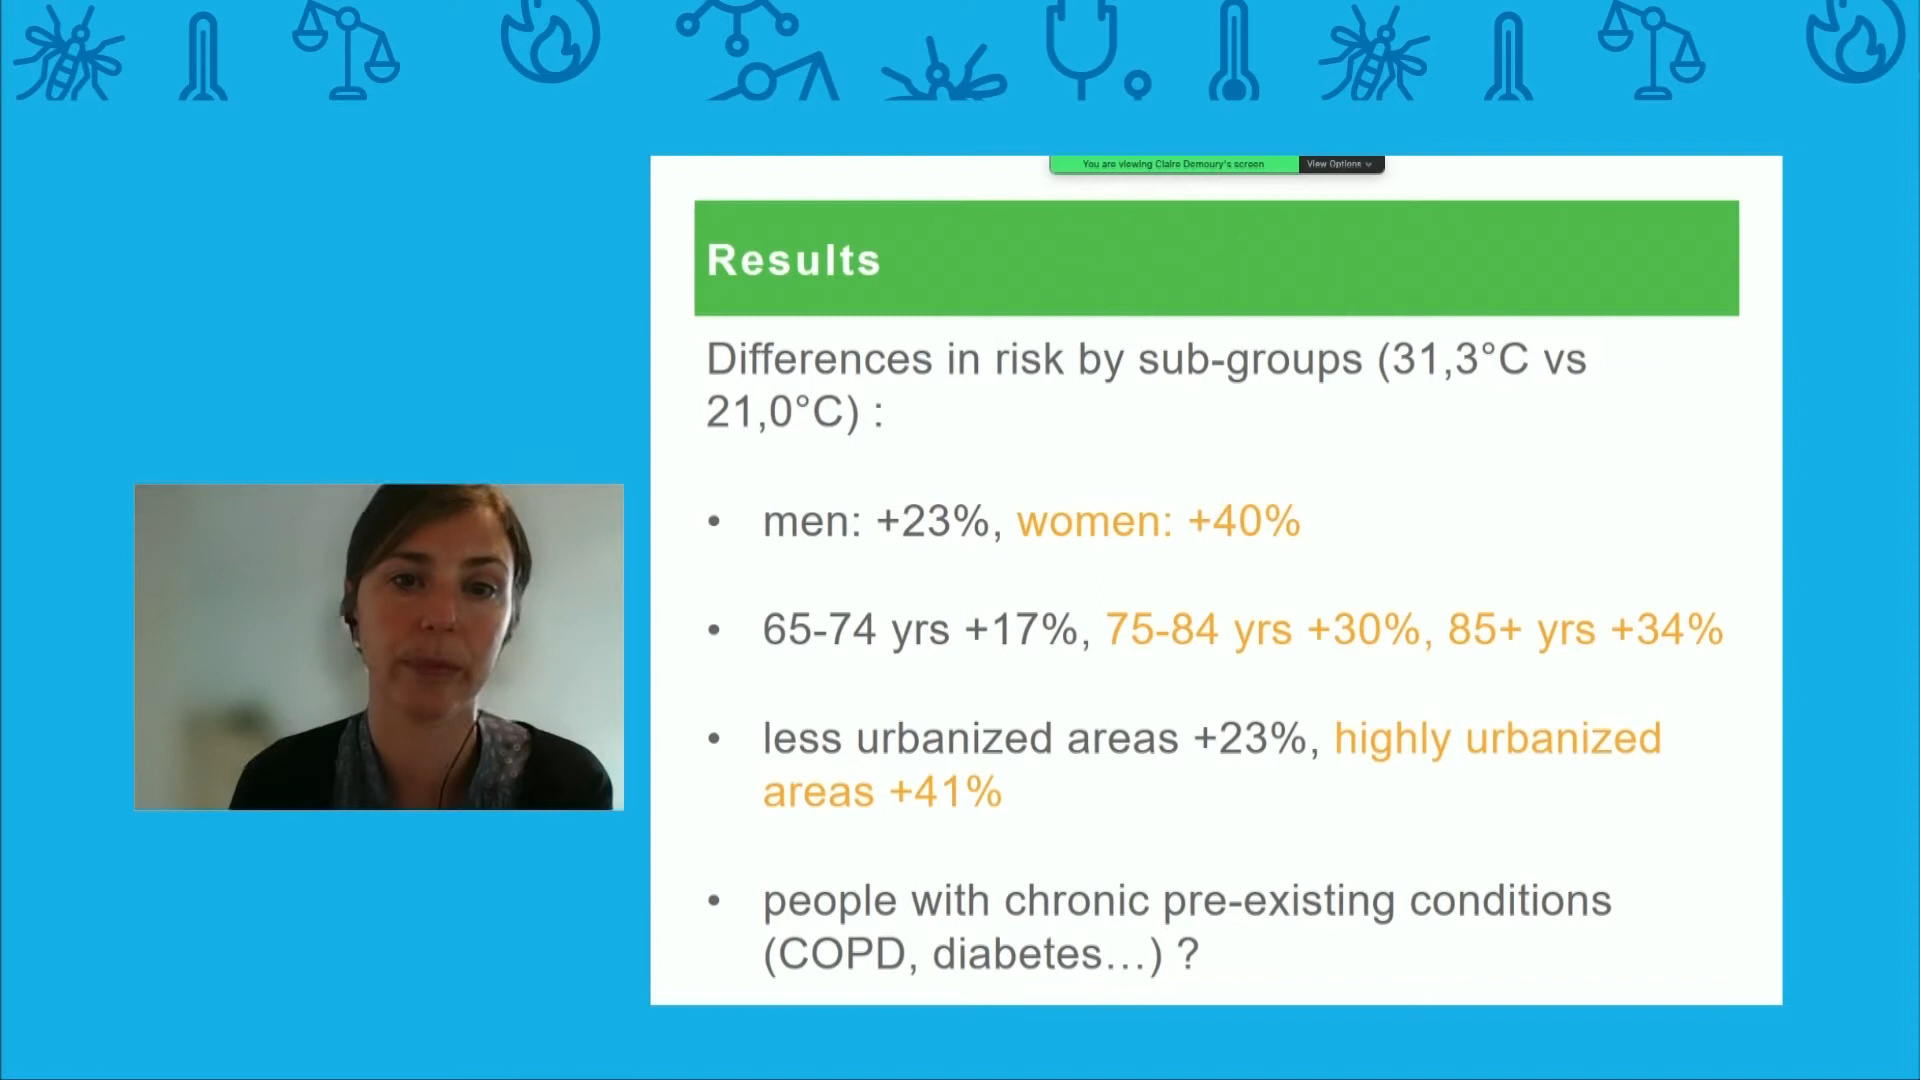 You are viewing Claire Demoury's screen View Options
Results
Differences in risk by sub-groups (31,3°C vs
21,0°C) :
• men: +23%, women: +40%
• 65-74 yrs +17%, 75-84 yrs +30%, 85+ yrs +34%
• less urbanized areas +23%, highly urbanized
areas +41%
• people with chronic pre-existing conditions
(COPD, diabetes…) ?